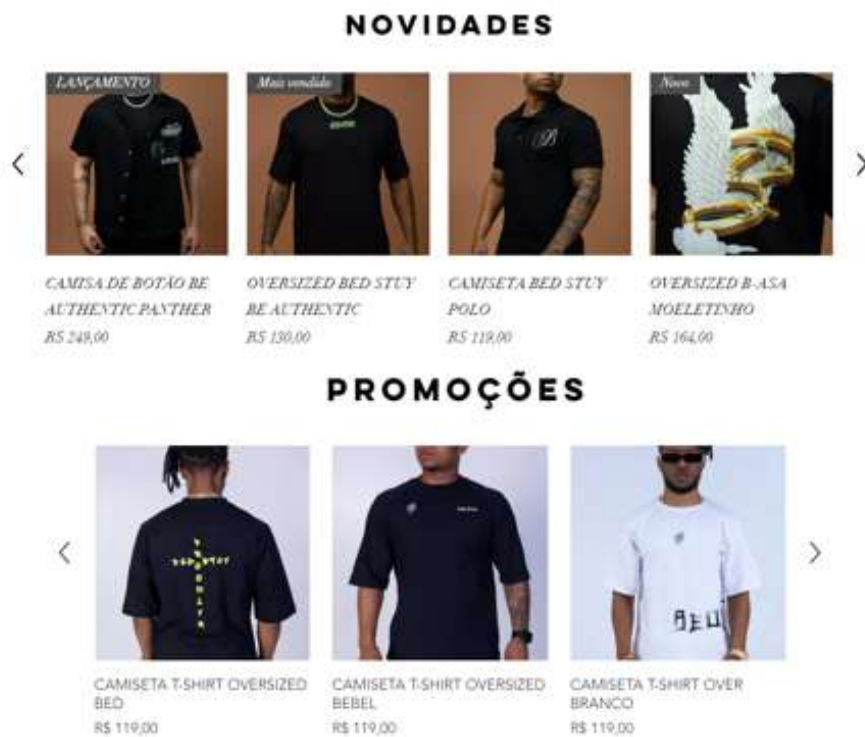 NOVIDADES
LANÇAMENTO
Mais vendido
Novo
CAMISA DE BOTÃO BE
AUTHENTIC PANTHER
R$ 249,00
OVERSIZED BED STUY
BE AUTHENTIC
R$ 130,00
CAMISETA BED STUY
POLO
R$ 119,00
OVERSIZED B-ASA
MOELETINHO
R$ 164,00
PROMOÇÕES
BED
CAMISETA T-SHIRT OVERSIZED
BED
R$ 119,00
CAMISETA T-SHIRT OVERSIZED
BEBEL
R$ 119,00
CAMISETA T-SHIRT OVER
BRANCO
R$ 119,00